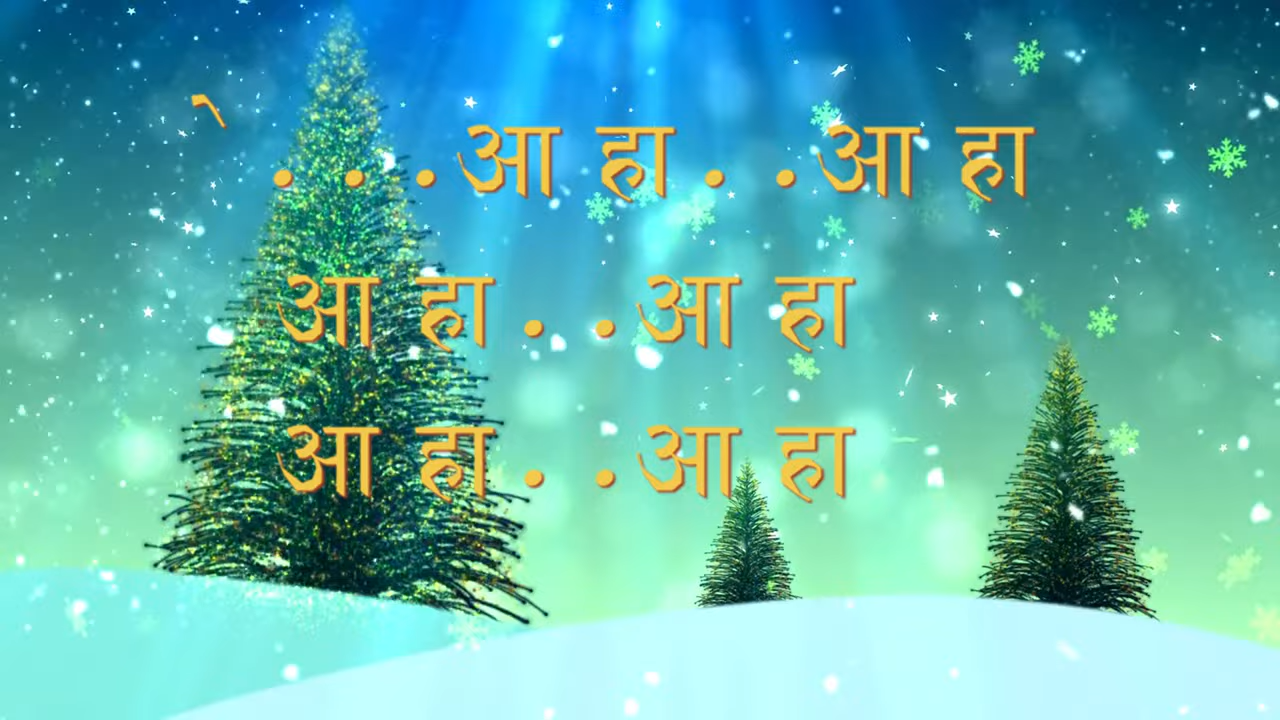 . . .आ हा. .आ हा
आ हा. .आ हा
आ हा. .आ हा